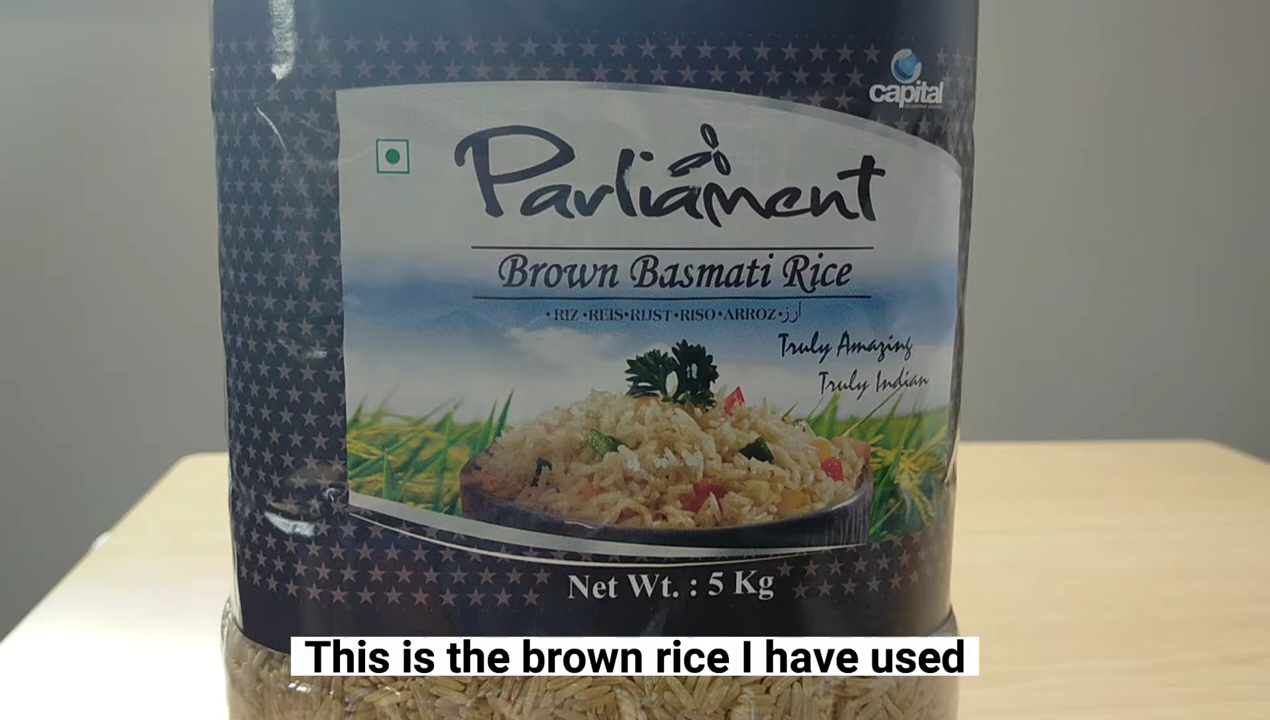 capital
Parliament
Brown Basmati Rice
•RIZ •REIS•RIJST•RISO•ARROZ•أرز
Truly Amazing
Truly Indian
Net Wt. : 5 Kg
This is the brown rice I have used